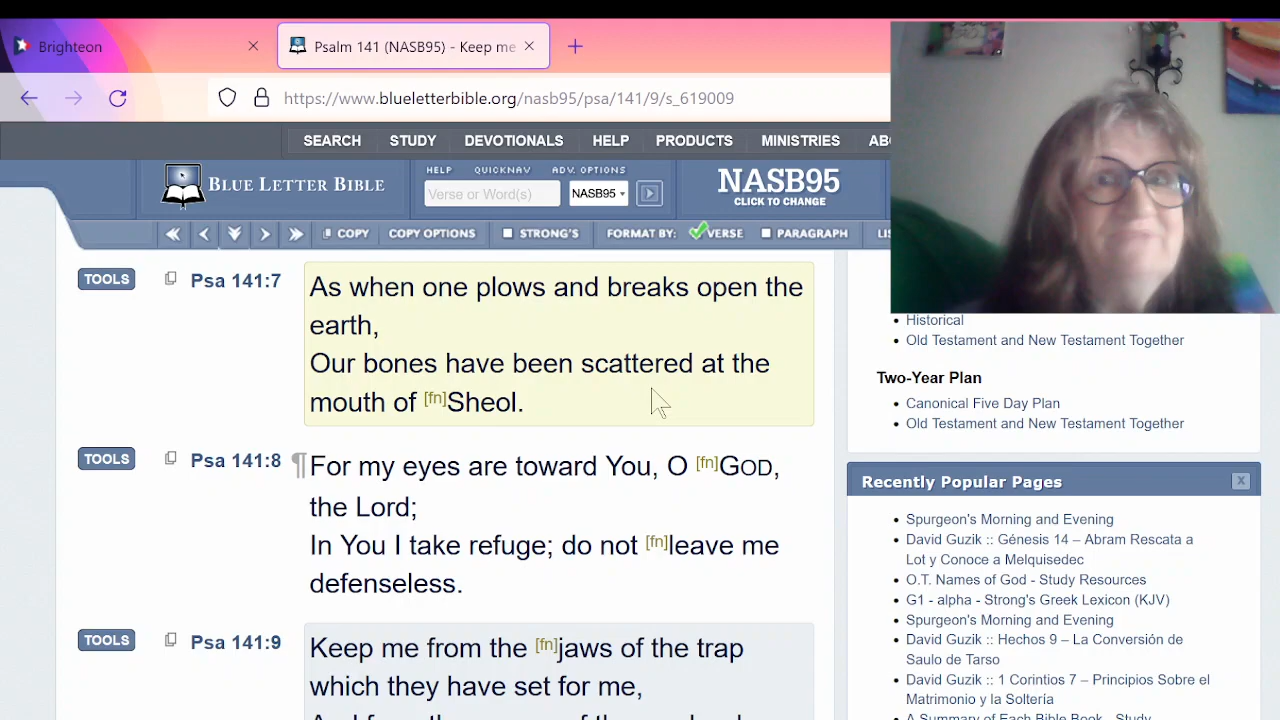 Brighteon
Psalm 141 (NASB95) - Keep me
https://www.blueletterbible.org/nasb95/psa/141/9/s_619009
SEARCH STUDY DEVOTIONALS HELP PRODUCTS MINISTRIES AB
BLUE LETTER BIBLE
HELP QUICKNAV ADV. OPTIONS
Verse or Word(s) NASB95
NASB95
CLICK TO CHANGE
COPY COPY OPTIONS STRONG'S FORMAT BY: VERSE PARAGRAPH LI
TOOLS Psa 141:7
As when one plows and breaks open the
earth,
Our bones have been scattered at the
mouth of [fn]Sheol.
TOOLS Psa 141:8
¶For my eyes are toward You, O [fn]GOD,
the Lord;
In You I take refuge; do not [fn]leave me
defenseless.
TOOLS Psa 141:9
Keep me from the [fn]jaws of the trap
which they have set for me,
Historical
Old Testament and New Testament Together
Two-Year Plan
Canonical Five Day Plan
Old Testament and New Testament Together
Recently Popular Pages X
Spurgeon's Morning and Evening
David Guzik :: Génesis 14 – Abram Rescata a
Lot y Conoce a Melquisedec
O.T. Names of God - Study Resources
G1 - alpha - Strong's Greek Lexicon (KJV)
Spurgeon's Morning and Evening
David Guzik :: Hechos 9 – La Conversión de
Saulo de Tarso
David Guzik :: 1 Corintios 7 – Principios Sobre el
Matrimonio y la Soltería
A Summary of Each Bible Book - Study